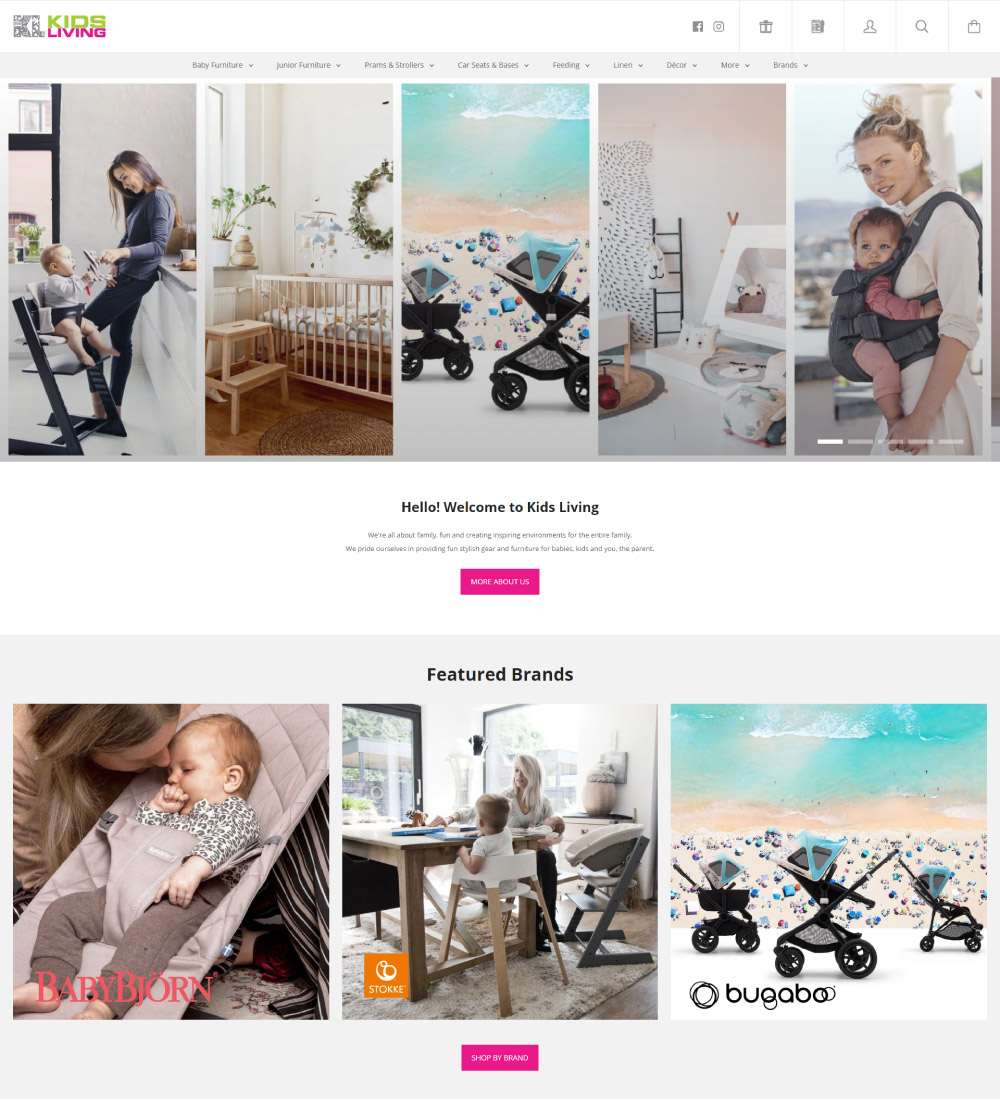 KL KIDS
LIVING
Baby Furniture
Junior Furniture
Prams & Strollers
Car Seats & Bases
Feeding
Linen
Décor
More
Brands
Hello! Welcome to Kids Living
We're all about family, fun and creating inspiring environments for the entire family.
We pride ourselves in providing fun stylish gear and furniture for babies, kids and you, the parent.
MORE ABOUT US
Featured Brands
BABYBJÖRN®
STOKKE®
bugaboo
SHOP BY BRAND